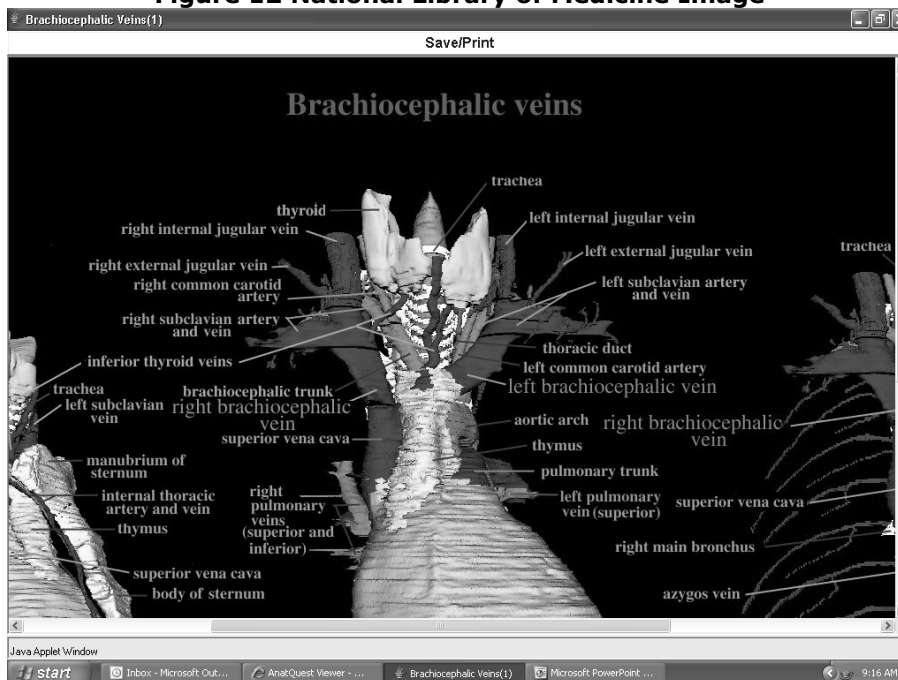 Figure 12 National Library of Medicine Image
Brachiocephalic Veins(1)
Save/Print
Brachiocephalic veins
trachea
thyroid
right internal jugular vein
left internal jugular vein
right external jugular vein
left external jugular vein
trachea
right common carotid
artery
left subclavian artery
and vein
right subclavian artery
and vein
thoracic duct
inferior thyroid veins
left common carotid artery
trachea
brachiocephalic trunk
left brachiocephalic vein
left subclavian
vein
right brachiocephalic
vein
aortic arch
right brachiocephalic
vein
superior vena cava
thymus
manubrium of
sternum
pulmonary trunk
internal thoracic
artery and vein
right
pulmonary
veins
(superior and
inferior)
left pulmonary
vein (superior)
superior vena cava
thymus
right main bronchus
superior vena cava
body of sternum
azygos vein
Java Applet Window
start
Inbox - Microsoft Out...
AnatQuest Viewer - ...
Brachiocephalic Veins(1)
Microsoft PowerPoint ...
9:16 AM